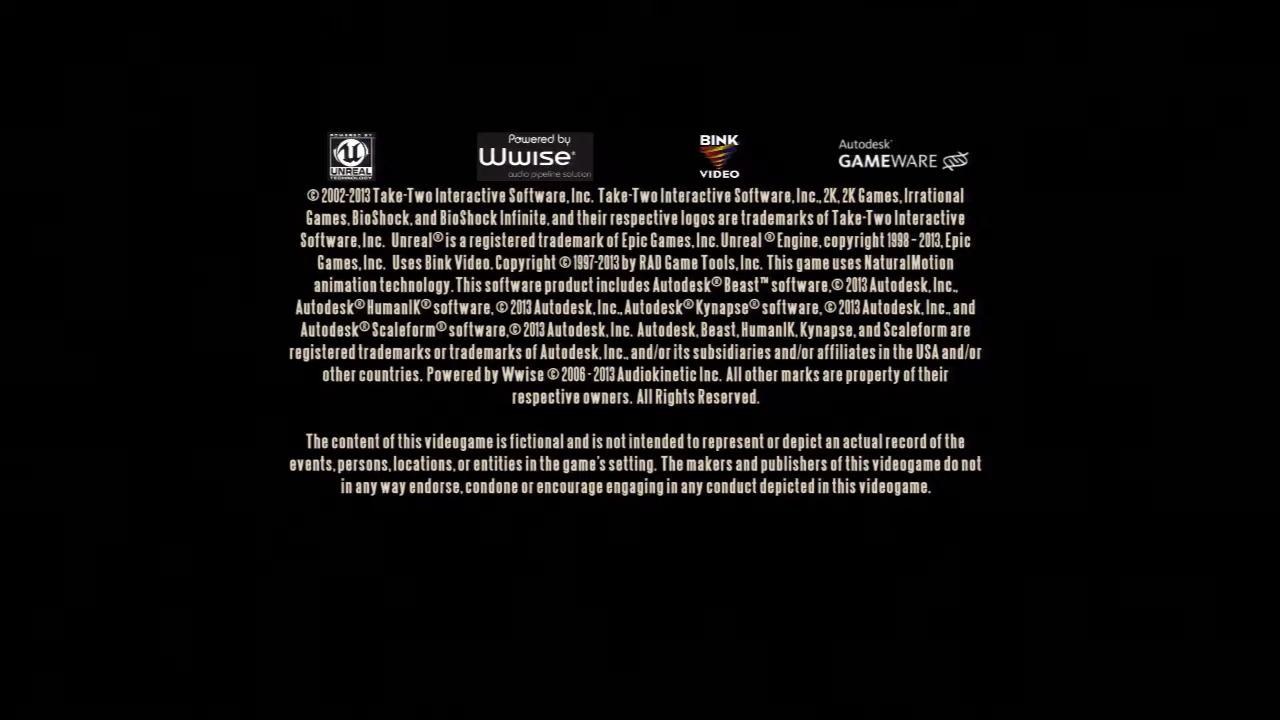 POWERED BY
UNREAL
TECHNOLOGY
Powered by
Wwise®
audio pipeline solution
BINK
VIDEO
Autodesk®
GAMEWARE
© 2002-2013 Take-Two Interactive Software, Inc. Take-Two Interactive Software, Inc., 2K, 2K Games, Irrational
Games, BioShock, and BioShock Infinite, and their respective logos are trademarks of Take-Two Interactive
Software, Inc. Unreal® is a registered trademark of Epic Games, Inc. Unreal ® Engine, copyright 1998 – 2013, Epic
Games, Inc. Uses Bink Video. Copyright © 1997-2013 by RAD Game Tools, Inc. This game uses NaturalMotion
animation technology. This software product includes Autodesk® Beast™ software, © 2013 Autodesk, Inc.,
Autodesk® HumanIK® software, © 2013 Autodesk, Inc., Autodesk® Kynapse® software, © 2013 Autodesk, Inc., and
Autodesk® Scaleform® software, © 2013 Autodesk, Inc. Autodesk, Beast, HumanIK, Kynapse, and Scaleform are
registered trademarks or trademarks of Autodesk, Inc., and/or its subsidiaries and/or affiliates in the USA and/or
other countries. Powered by Wwise © 2006 - 2013 Audiokinetic Inc. All other marks are property of their
respective owners. All Rights Reserved.
The content of this videogame is fictional and is not intended to represent or depict an actual record of the
events, persons, locations, or entities in the game's setting. The makers and publishers of this videogame do not
in any way endorse, condone or encourage engaging in any conduct depicted in this videogame.